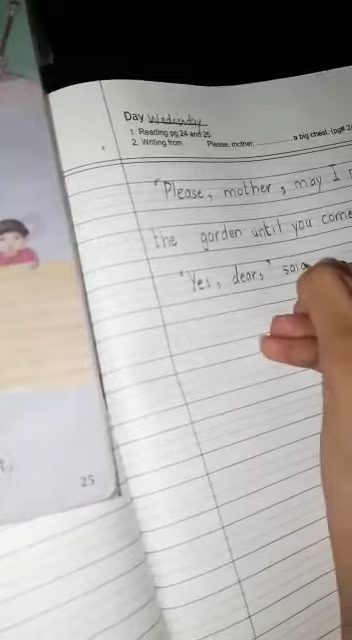 Day Wednesday
1. Reading pg 24 and 25
2. Writing from Please, mother, ............... a big chest. (pg#
"Please, mother, may I
the garden until you come
"Yes, dear," said
25